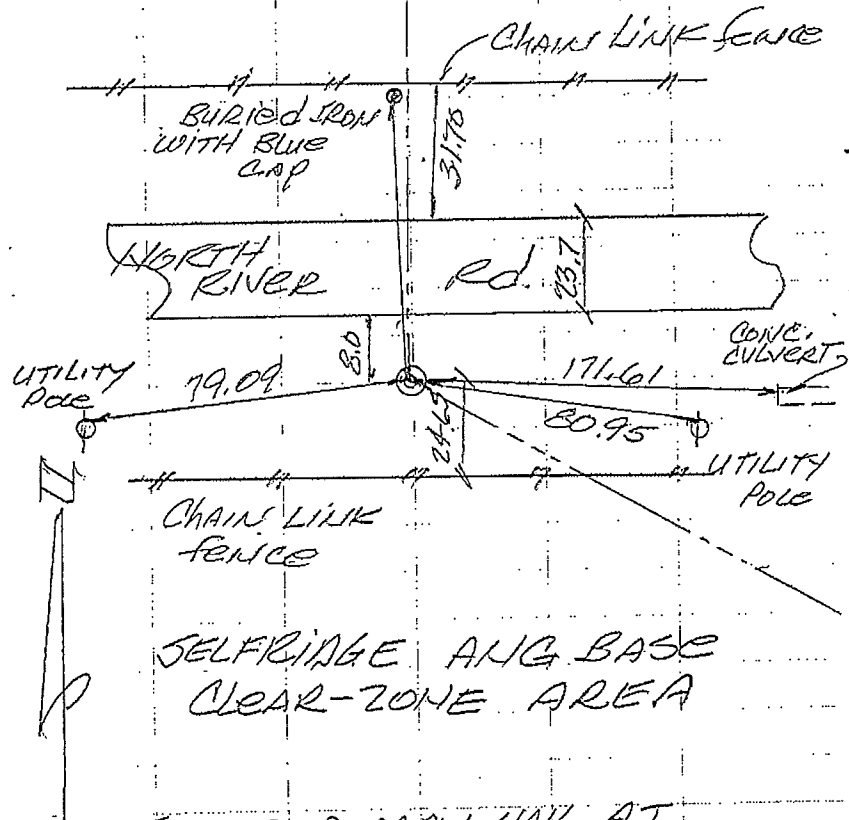 CHAIN LINK fENCE
BURIED IRON
WITH BLUE
CAP
31.70
NORTH
RIVER Rd.
23.7
8.0
CONC.
CULVERT
UTILITY
POLE
79.09
171.61
80.95
24.65
UTILITY
POLE
N
CHAIN LINK
fENCE
SELFRIDGE ANG BASE
CLEAR-ZONE AREA